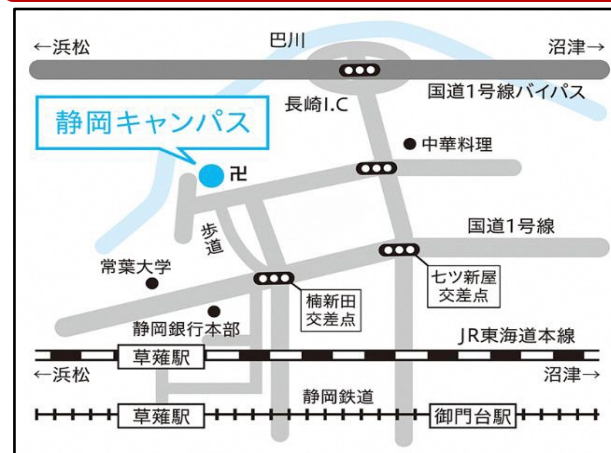 ←浜松
巴川
沼津→
国道1号線バイパス
長崎I.C
静岡キャンパス
卍
中華料理
歩道
国道1号線
常葉大学
七ツ新屋
交差点
楠新田
交差点
静岡銀行本部
JR東海道本線
草薙駅
←浜松
沼津→
静岡鉄道
草薙駅
御門台駅